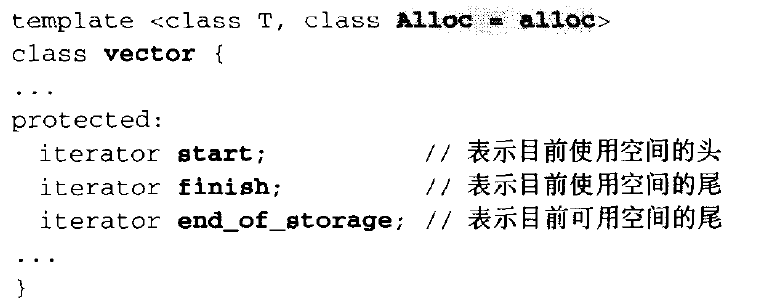 template <class T, class Alloc = alloc>
class vector {
...
protected:
  iterator start;           // 表示目前使用空间的头
  iterator finish;          // 表示目前使用空间的尾
  iterator end_of_storage; // 表示目前可用空间的尾
...
}